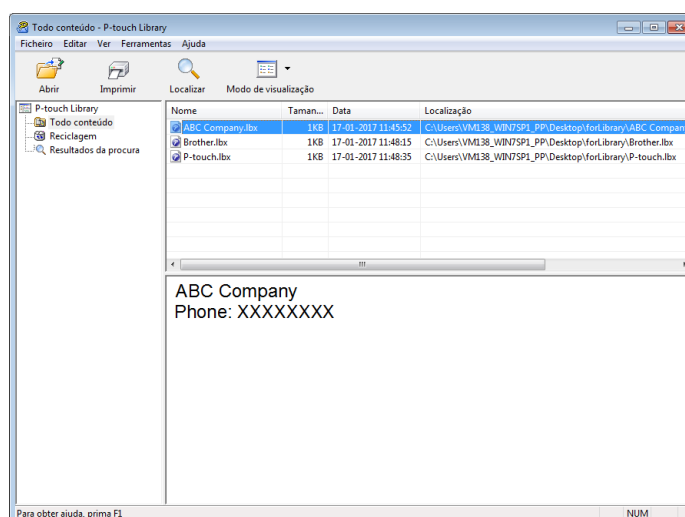 Todo conteúdo - P-touch Library
Ficheiro Editar Ver Ferramentas Ajuda
Abrir Imprimir Localizar Modo de visualização
P-touch Library
Todo conteúdo
Reciclagem
Resultados da procura
Nome Taman... Data Localização
ABC Company.lbx 1KB 17-01-2017 11:45:52 C:\Users\VM138_WIN7SP1_PP\Desktop\forLibrary\ABC Compan
Brother.lbx 1KB 17-01-2017 11:48:15 C:\Users\VM138_WIN7SP1_PP\Desktop\forLibrary\Brother.lbx
P-touch.lbx 1KB 17-01-2017 11:48:35 C:\Users\VM138_WIN7SP1_PP\Desktop\forLibrary\P-touch.lbx
ABC Company
Phone: XXXXXXXX
Para obter ajuda, prima F1 NUM